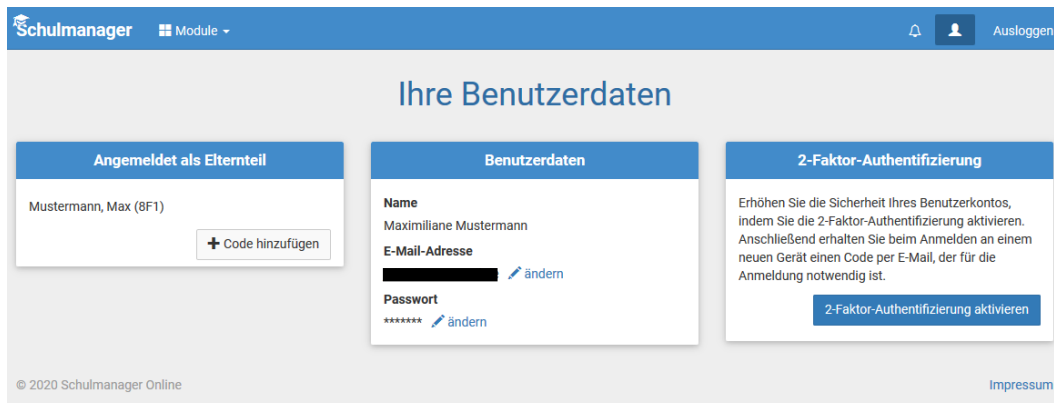 Schulmanager Module Ausloggen
Ihre Benutzerdaten
Angemeldet als Elternteil
Mustermann, Max (8F1)
+ Code hinzufügen
Benutzerdaten
Name
Maximiliane Mustermann
E-Mail-Adresse
ändern
Passwort
******* ändern
2-Faktor-Authentifizierung
Erhöhen Sie die Sicherheit Ihres Benutzerkontos,
indem Sie die 2-Faktor-Authentifizierung aktivieren.
Anschließend erhalten Sie beim Anmelden an einem
neuen Gerät einen Code per E-Mail, der für die
Anmeldung notwendig ist.
2-Faktor-Authentifizierung aktivieren
© 2020 Schulmanager Online Impressum